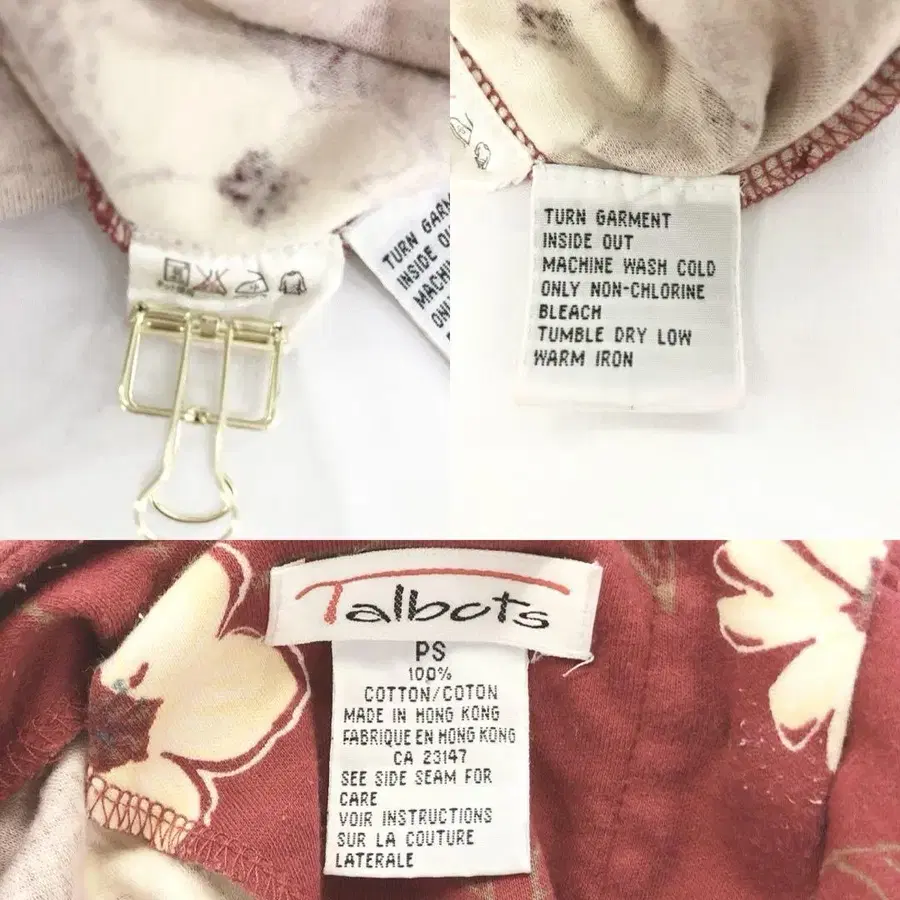 TURN GARM
INSIDE OU
MACHI
ONL
TURN GARMENT
INSIDE OUT
MACHINE WASH COLD
ONLY NON-CHLORINE
BLEACH
TUMBLE DRY LOW
WARM IRON
Talbots
PS
100%
COTTON/COTON
MADE IN HONG KONG
FABRIQUE EN HONG KONG
CA 23147
SEE SIDE SEAM FOR
CARE
VOIR INSTRUCTIONS
SUR LA COUTURE
LATERALE